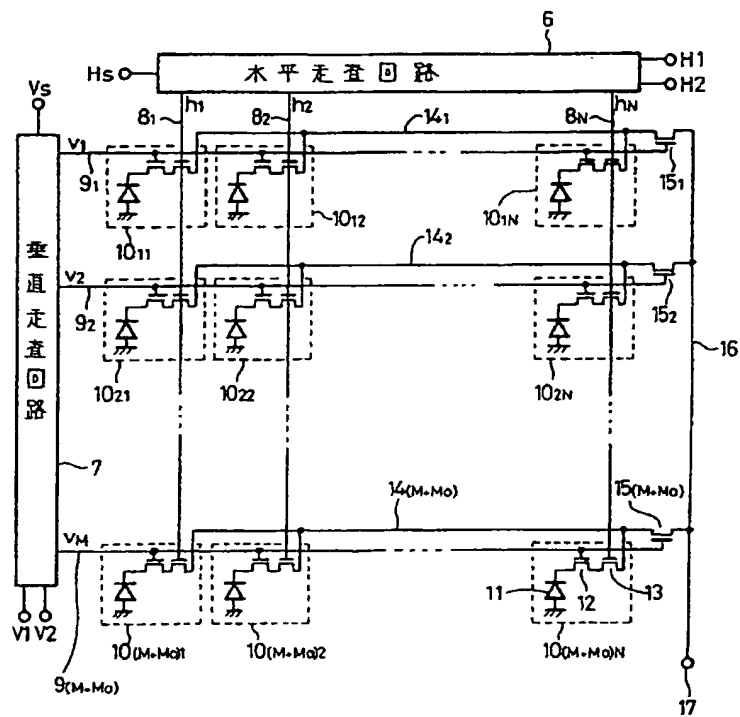 6
Hs
水平走査回路
H1
H2
Vs
8₁
h₁
8₂
h₂
8N
hN
14₁
v₁
9₁
15₁
10₁₁
10₁₂
10₁N
14₂
v₂
9₂
15₂
垂直走査回路
16
10₂₁
10₂₂
10₂N
7
14(M+Mo)
15(M+Mo)
vM
11
12
13
V1 V2
10(M+Mo)1
10(M+Mo)2
10(M+Mo)N
9(M+Mo)
17